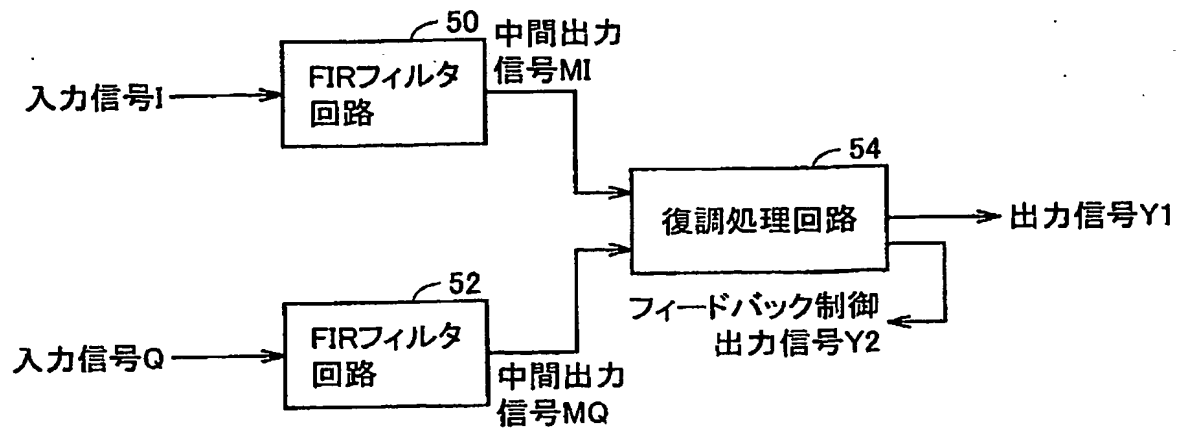 50
中間出力
信号MI
FIRフィルタ
回路
入力信号I
54
復調処理回路
出力信号Y1
フィードバック制御
出力信号Y2
52
FIRフィルタ
回路
入力信号Q
中間出力
信号MQ